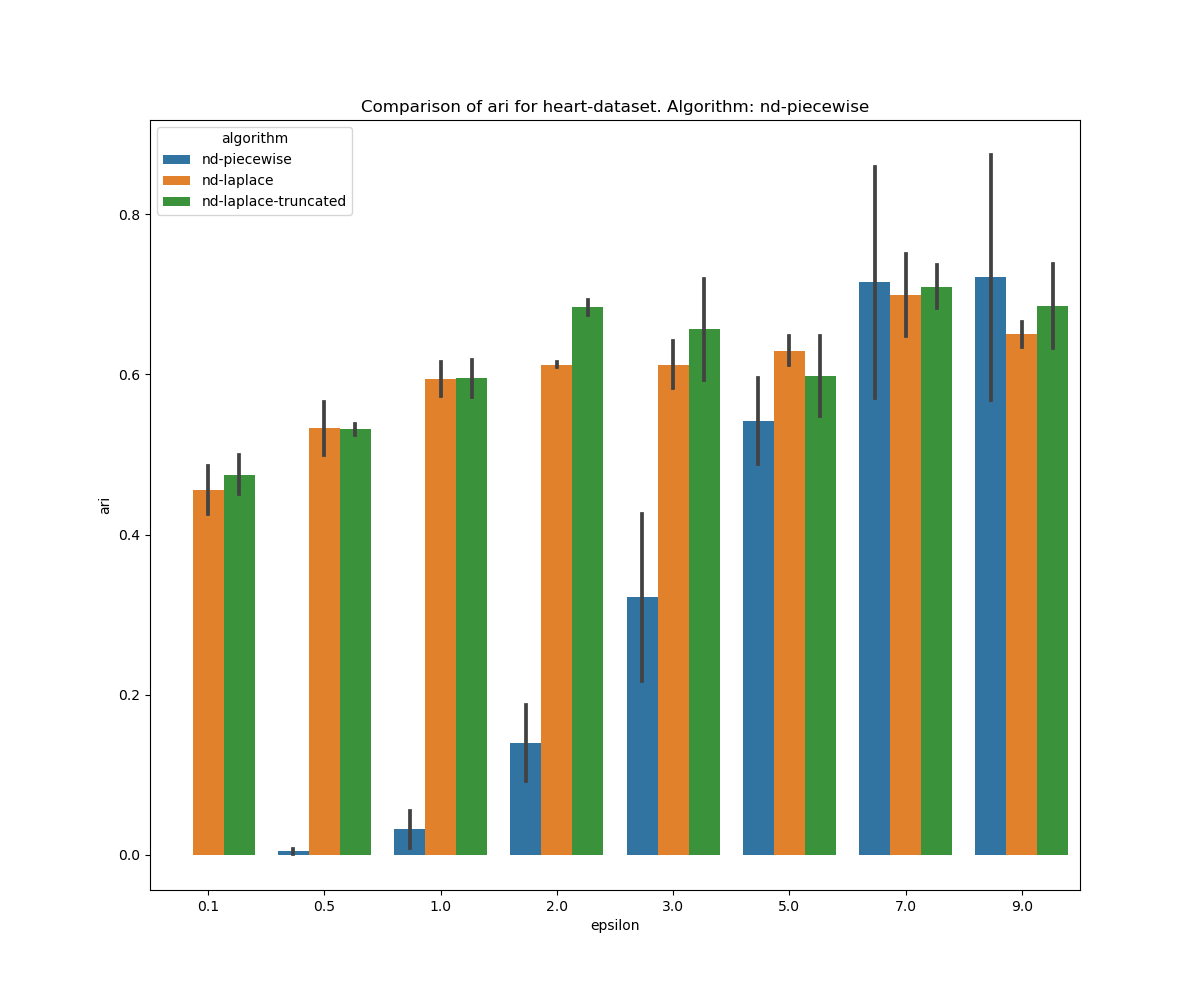 Comparison of ari for heart-dataset. Algorithm: nd-piecewise
algorithm
nd-piecewise
nd-laplace
nd-laplace-truncated
0.8
0.6
0.4
0.2
0.0
ari
0.1 0.5 1.0 2.0 3.0 5.0 7.0 9.0
epsilon